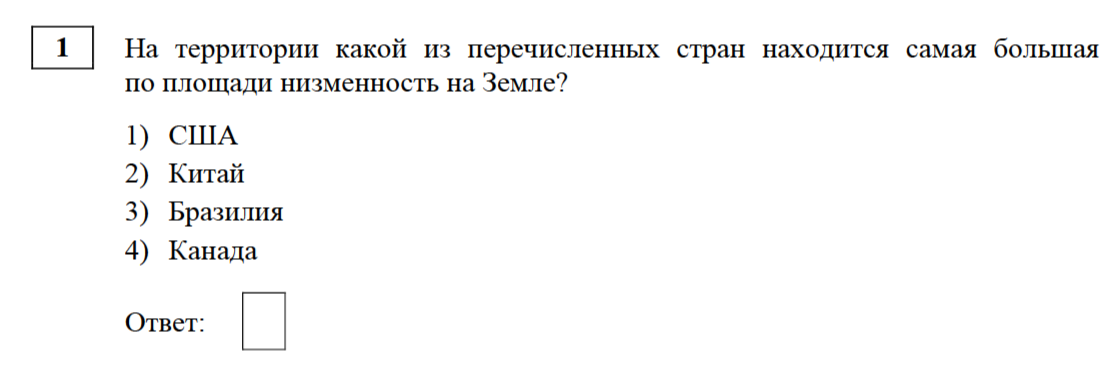 1
На территории какой из перечисленных стран находится самая большая
по площади низменность на Земле?
1) США
2) Китай
3) Бразилия
4) Канада
Ответ: